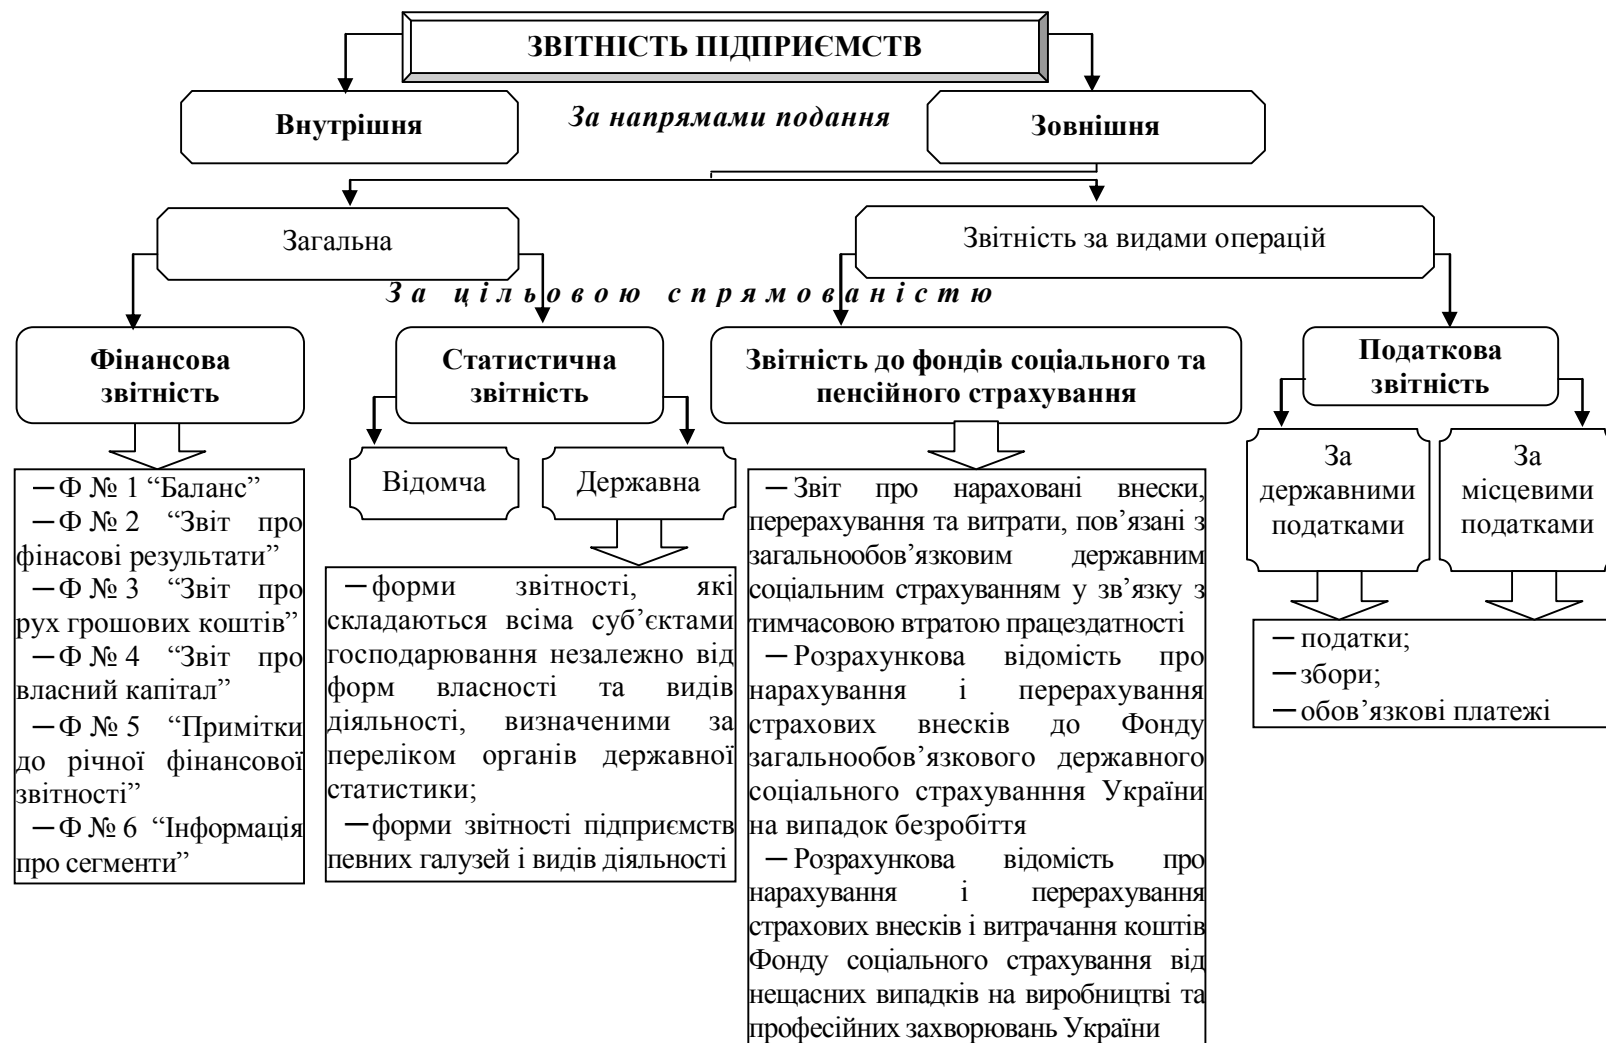 ЗВІТНІСТЬ ПІДПРИЄМСТВ
Внутрішня
За напрямами подання
Зовнішня
Загальна
Звітність за видами операцій
За цільовою спрямованістю
Фінансова
звітність
Статистична
звітність
Звітність до фондів соціального та
пенсійного страхування
Податкова
звітність
Відомча
Державна
За
державними
податками
За
місцевими
податками
— Ф № 1 “Баланс”
— Ф № 2 “Звіт про
фінасові результати”
— Ф № 3 “Звіт про
рух грошових коштів”
— Ф № 4 “Звіт про
власний капітал”
— Ф № 5 “Примітки
до річної фінансової
звітності”
— Ф № 6 “Інформація
про сегменти”
— форми звітності, які
складаються всіма суб’єктами
господарювання незалежно від
форм власності та видів
діяльності, визначеними за
переліком органів державної
статистики;
— форми звітності підприємств
певних галузей і видів діяльності
— Звіт про нараховані внески,
перерахування та витрати, пов’язані з
загальнообов’язковим державним
соціальним страхуванням у зв’язку з
тимчасовою втратою працездатності
— Розрахункова відомість про
нарахування і перерахування
страхових внесків до Фонду
загальнообов’язкового державного
соціального страхуванння України
на випадок безробіття
— Розрахункова відомість про
нарахування і перерахування
страхових внесків і витрачання коштів
Фонду соціального страхування від
нещасних випадків на виробництві та
професійних захворювань України
— податки;
— збори;
— обов’язкові платежі